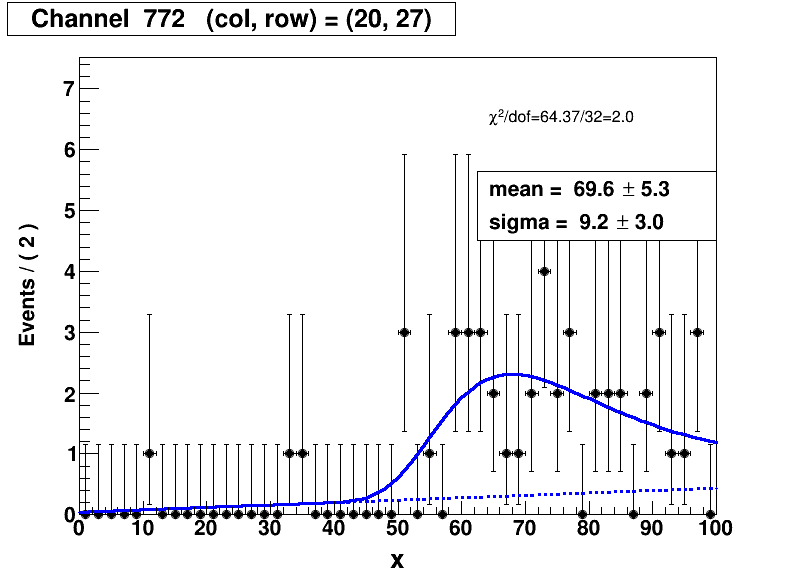 Channel 772 (col, row) = (20, 27)
χ²/dof=64.37/32=2.0
mean = 69.6 ± 5.3
sigma = 9.2 ± 3.0
Events / ( 2 )
7
6
5
4
3
2
1
0
0 10 20 30 40 50 60 70 80 90 100
x